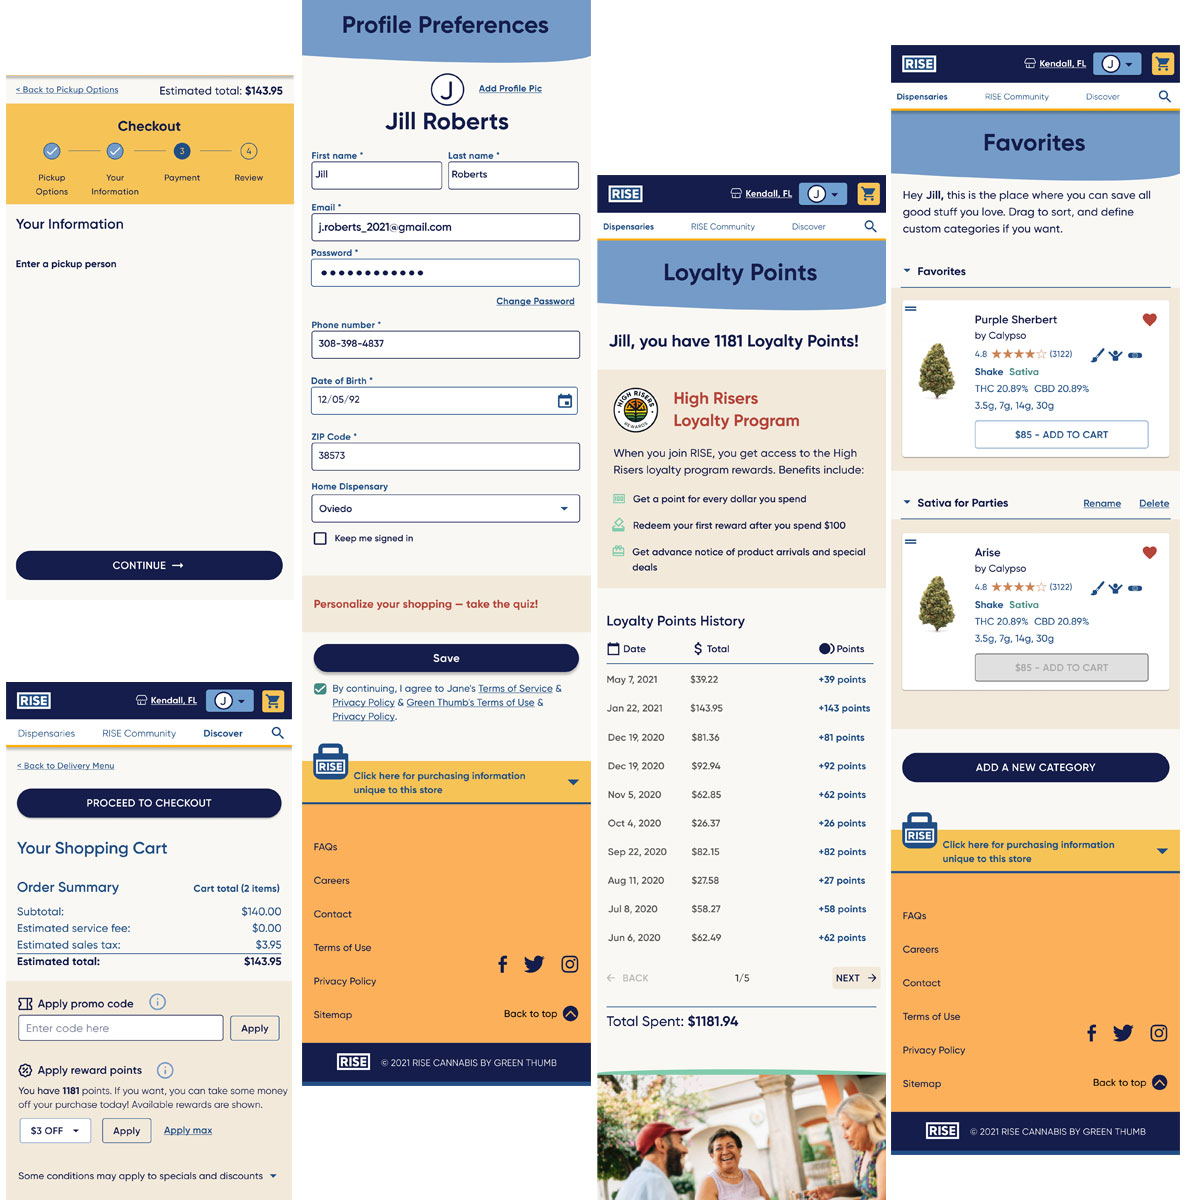 < Back to Pickup Options
Estimated total: $143.95
Checkout
3
4
Pickup Options
Your Information
Payment
Review
Your Information
Enter a pickup person
CONTINUE →
RISE
Kendall, FL
J
Dispensaries
RISE Community
Discover
< Back to Delivery Menu
PROCEED TO CHECKOUT
Your Shopping Cart
Order Summary
Cart total (2 items)
Subtotal: $140.00
Estimated service fee: $0.00
Estimated sales tax: $3.95
Estimated total: $143.95
Apply promo code
i
Enter code here
Apply
Apply reward points
i
You have 1181 points. If you want, you can take some money
off your purchase today! Available rewards are shown.
$3 OFF
Apply
Apply max
Some conditions may apply to specials and discounts
Profile Preferences
J
Add Profile Pic
Jill Roberts
First name *
Last name *
Jill
Roberts
Email *
j.roberts_2021@gmail.com
Password *
●●●●●●●●●●●●
Change Password
Phone number *
308-398-4837
Date of Birth *
12/05/92
ZIP Code *
38573
Home Dispensary
Oviedo
Keep me signed in
Personalize your shopping – take the quiz!
Save
By continuing, I agree to Jane's Terms of Service &
Privacy Policy & Green Thumb's Terms of Use &
Privacy Policy.
RISE
Click here for purchasing information
unique to this store
FAQs
Careers
Contact
Terms of Use
Privacy Policy
Sitemap
Back to top
RISE
© 2021 RISE CANNABIS BY GREEN THUMB
RISE
Kendall, FL
J
Dispensaries
RISE Community
Discover
Loyalty Points
Jill, you have 1181 Loyalty Points!
HIGH RISERS
REWARDS
High Risers
Loyalty Program
When you join RISE, you get access to the High
Risers loyalty program rewards. Benefits include:
Get a point for every dollar you spend
Redeem your first reward after you spend $100
Get advance notice of product arrivals and special
deals
Loyalty Points History
Date
$ Total
Points
May 7, 2021 $39.22 +39 points
Jan 22, 2021 $143.95 +143 points
Dec 19, 2020 $81.36 +81 points
Dec 19, 2020 $92.94 +92 points
Nov 5, 2020 $62.85 +62 points
Oct 4, 2020 $26.37 +26 points
Sep 22, 2020 $82.15 +82 points
Aug 11, 2020 $27.58 +27 points
Jul 8, 2020 $58.27 +58 points
Jun 6, 2020 $62.49 +62 points
← BACK
1/5
NEXT →
Total Spent: $1181.94
RISE
Kendall, FL
J
Dispensaries
RISE Community
Discover
Favorites
Hey Jill, this is the place where you can save all
good stuff you love. Drag to sort, and define
custom categories if you want.
Favorites
Purple Sherbert
by Calypso
4.8 ★★★★☆ (3122)
Shake Sativa
THC 20.89% CBD 20.89%
3.5g, 7g, 14g, 30g
$85 - ADD TO CART
Sativa for Parties
Rename
Delete
Arise
by Calypso
4.8 ★★★★☆ (3122)
Shake Sativa
THC 20.89% CBD 20.89%
3.5g, 7g, 14g, 30g
$85 - ADD TO CART
ADD A NEW CATEGORY
RISE
Click here for purchasing information
unique to this store
FAQs
Careers
Contact
Terms of Use
Privacy Policy
Sitemap
Back to top
RISE
© 2021 RISE CANNABIS BY GREEN THUMB